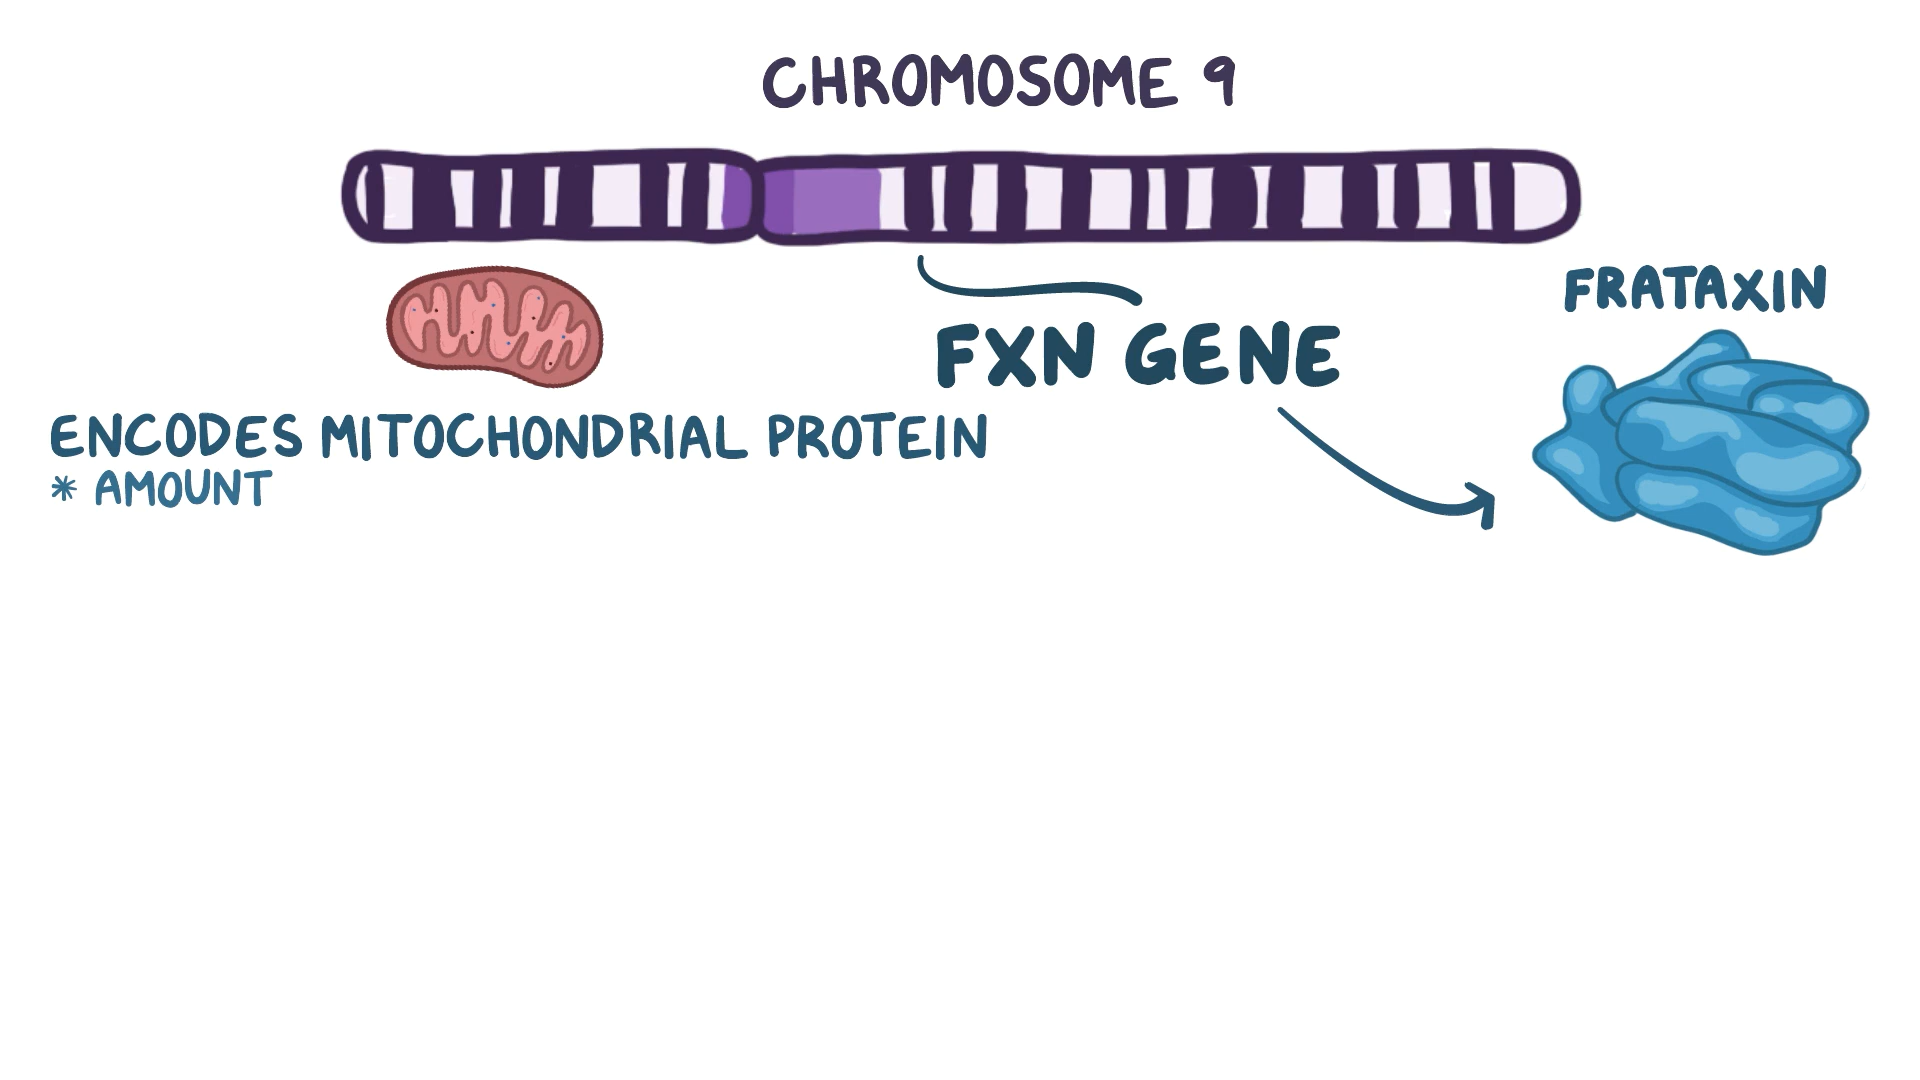 CHROMOSOME 9
FRATAXIN
FXN GENE
ENCODES MITOCHONDRIAL PROTEIN
* AMOUNT